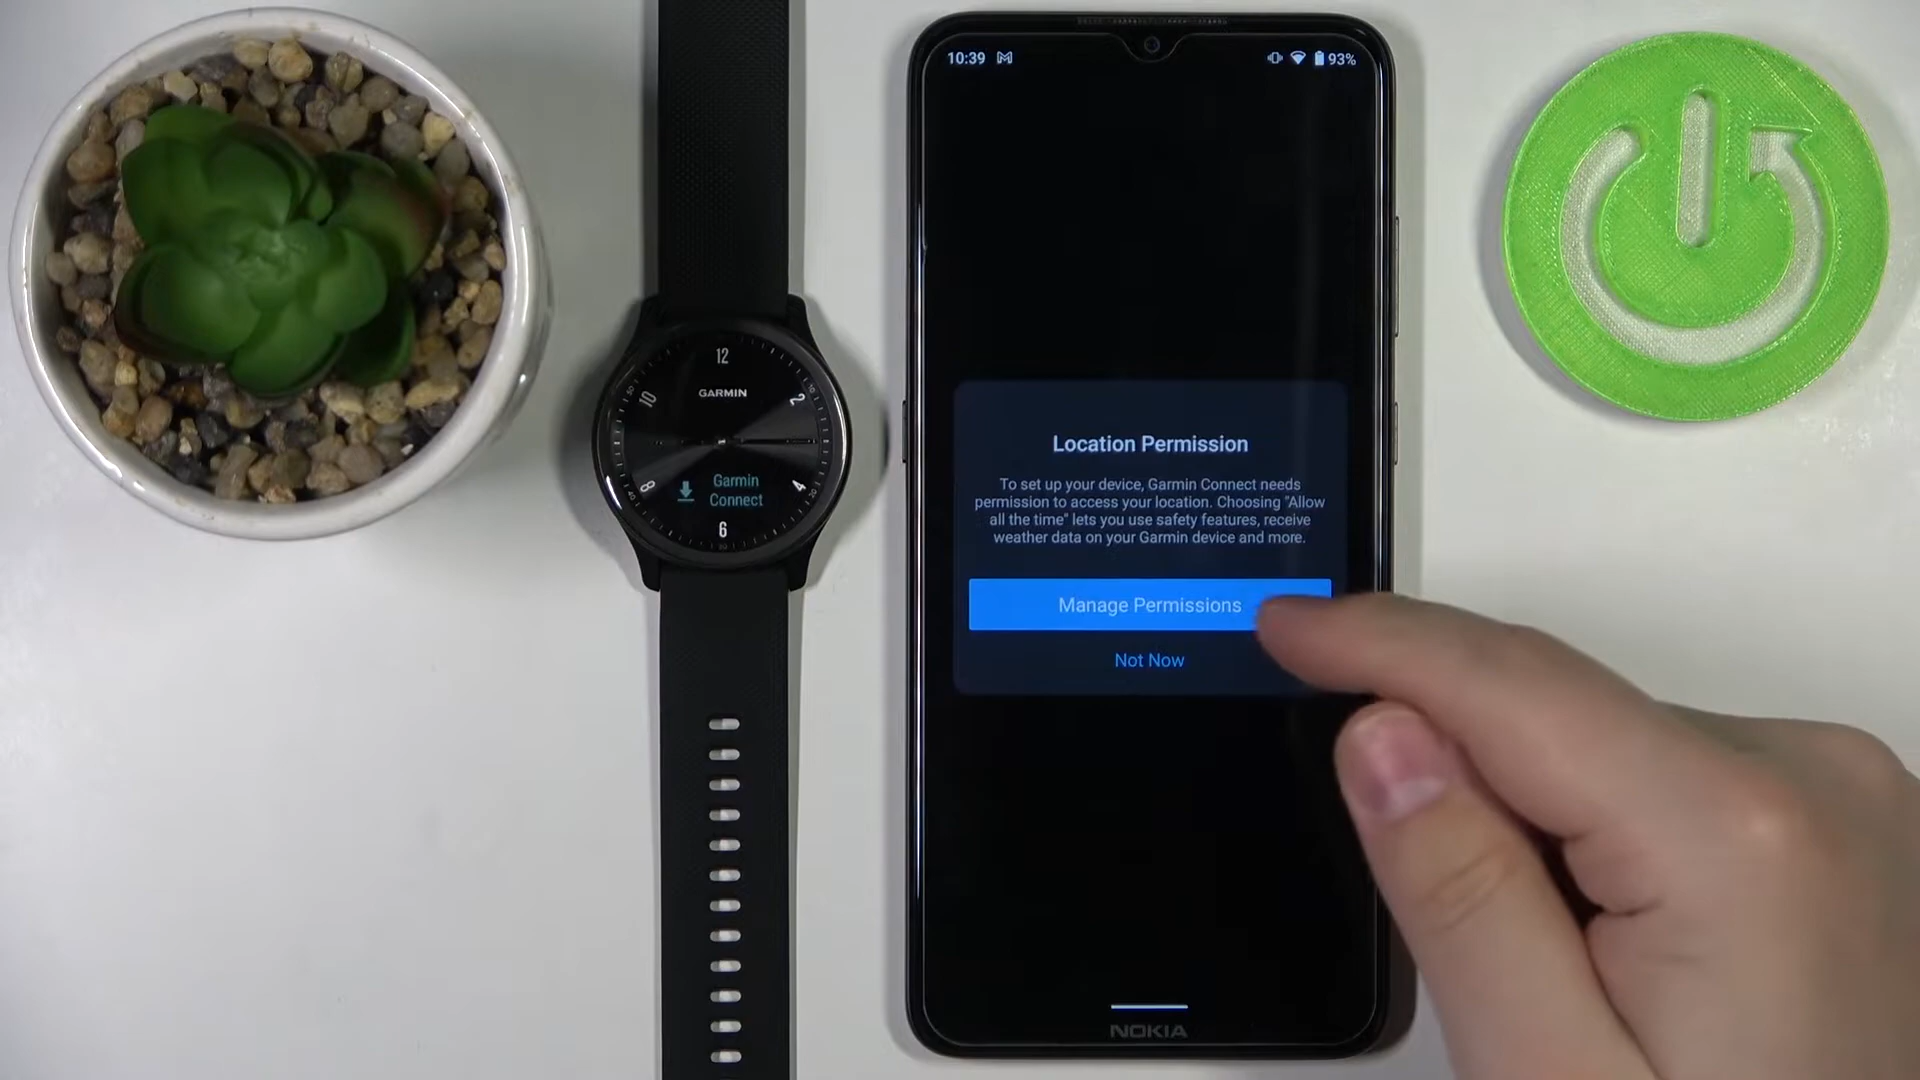 10:39
93%
12
10
2
GARMIN
8
4
Garmin
Connect
6
Location Permission
To set up your device, Garmin Connect needs
permission to access your location. Choosing "Allow
all the time" lets you use safety features, receive
weather data on your Garmin device and more.
Manage Permissions
Not Now
NOKIA